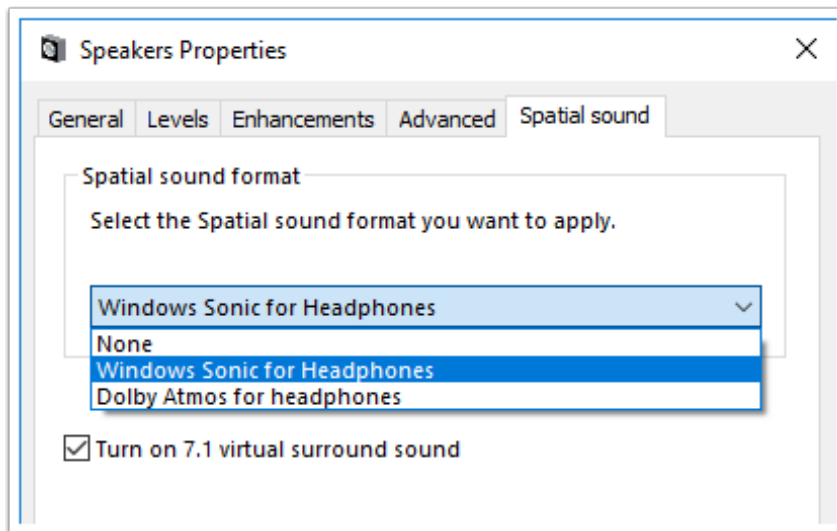 Speakers Properties
General Levels Enhancements Advanced Spatial sound
Spatial sound format
Select the Spatial sound format you want to apply.
Windows Sonic for Headphones
None
Windows Sonic for Headphones
Dolby Atmos for headphones
Turn on 7.1 virtual surround sound